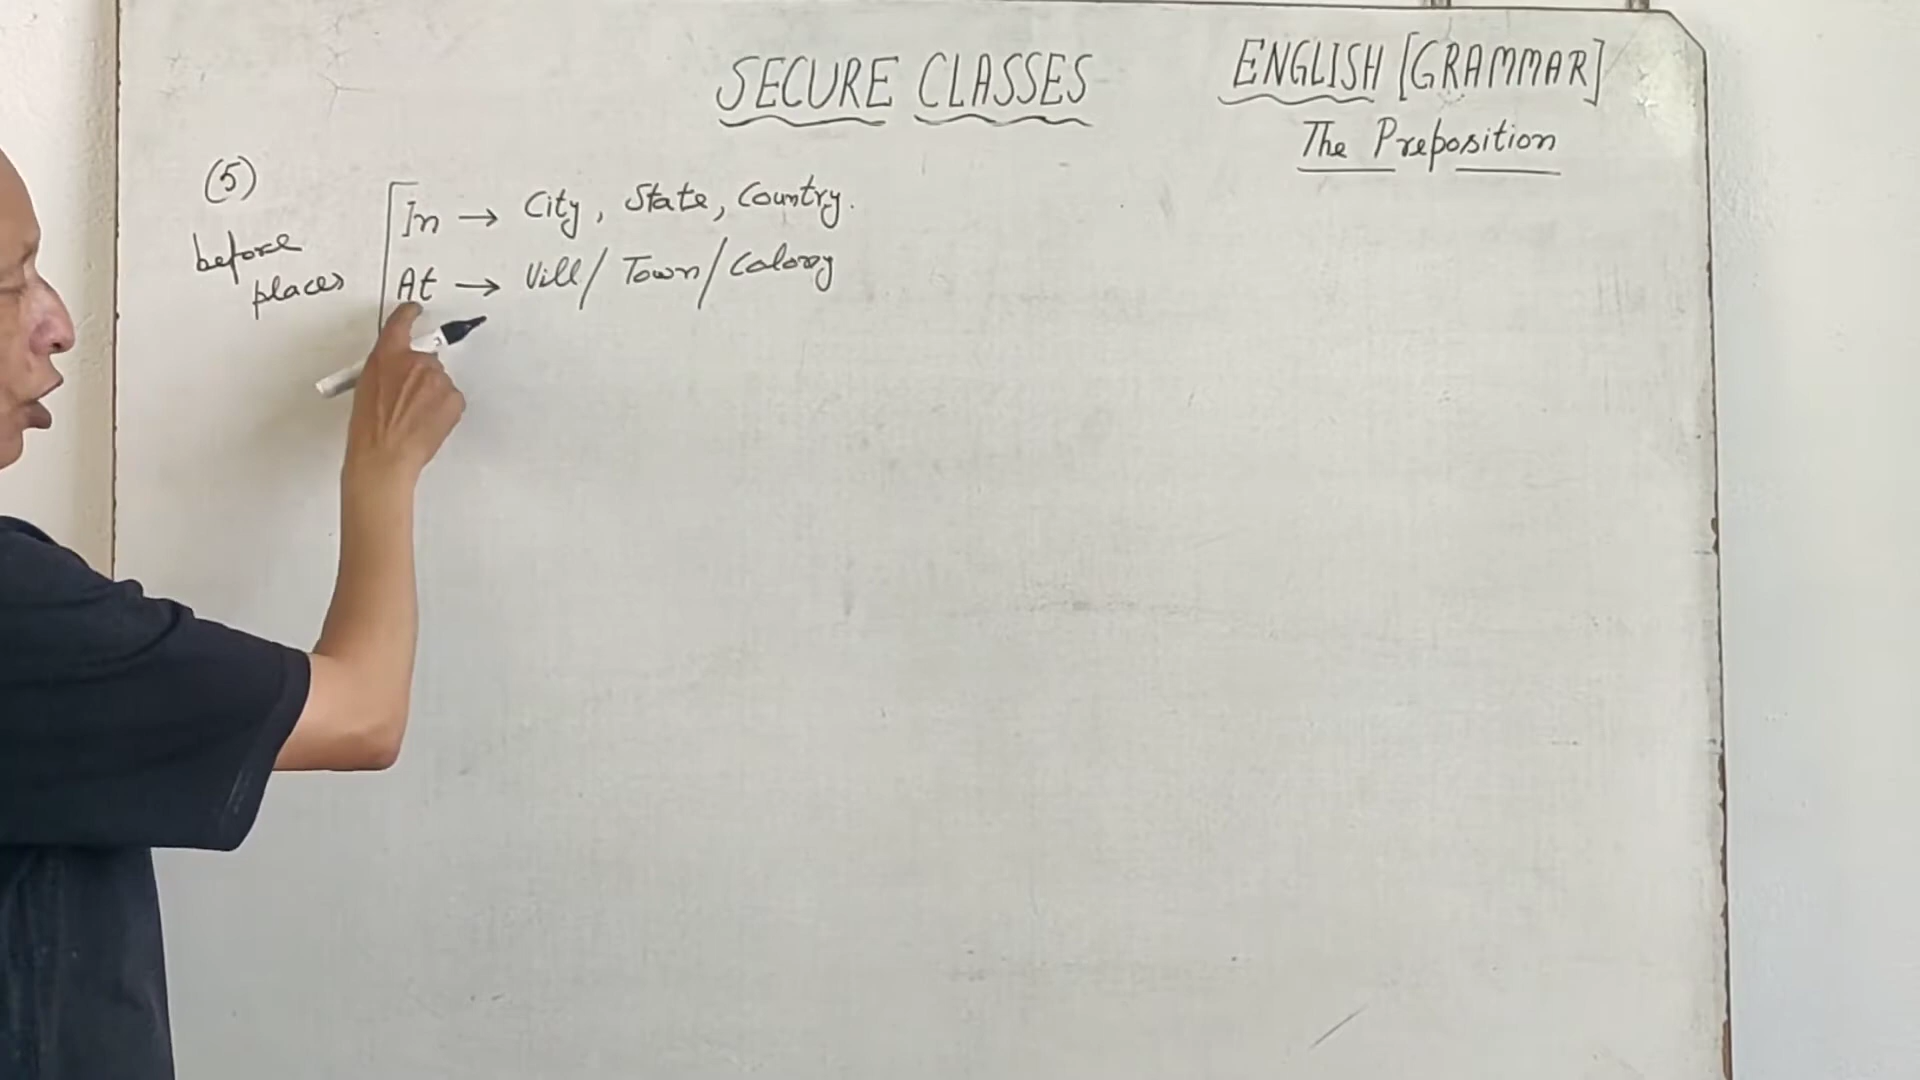 SECURE CLASSES
ENGLISH [GRAMMAR]
The Preposition
(5)
before
places
In → City, State, Country.
At → Vill/ Town/ Colony